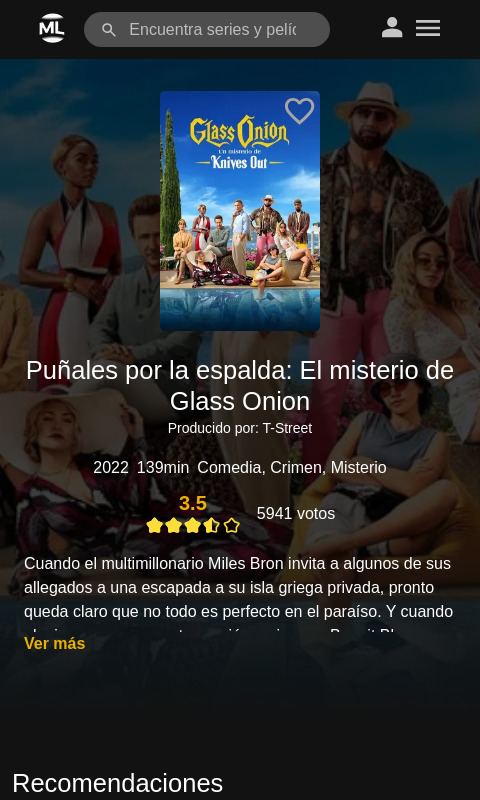 ML
Encuentra series y pelíc
Glass Onion
Un misterio de
Knives Out
Puñales por la espalda: El misterio de
Glass Onion
Producido por: T-Street
2022 139min Comedia, Crimen, Misterio
3.5
5941 votos
Cuando el multimillonario Miles Bron invita a algunos de sus
allegados a una escapada a su isla griega privada, pronto
queda claro que no todo es perfecto en el paraíso. Y cuando
Ver más
Recomendaciones